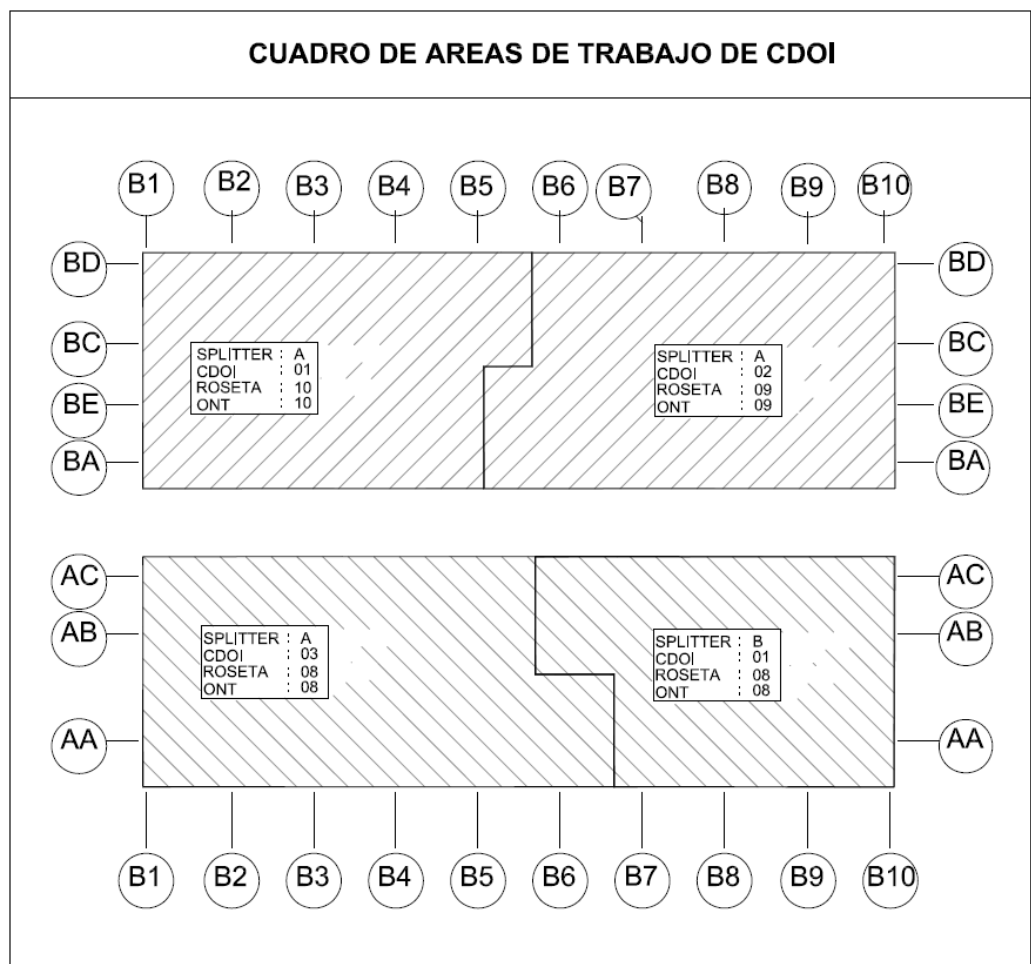 CUADRO DE AREAS DE TRABAJO DE CDOI
B1 B2 B3 B4 B5 B6 B7 B8 B9 B10
BD BD
BC BC
SPLITTER : A
CDOI : 01
ROSETA : 10
ONT : 10
SPLITTER : A
CDOI : 02
ROSETA : 09
ONT : 09
BE BE
BA BA
AC AC
AB AB
SPLITTER : A
CDOI : 03
ROSETA : 08
ONT : 08
SPLITTER : B
CDOI : 01
ROSETA : 08
ONT : 08
AA AA
B1 B2 B3 B4 B5 B6 B7 B8 B9 B10